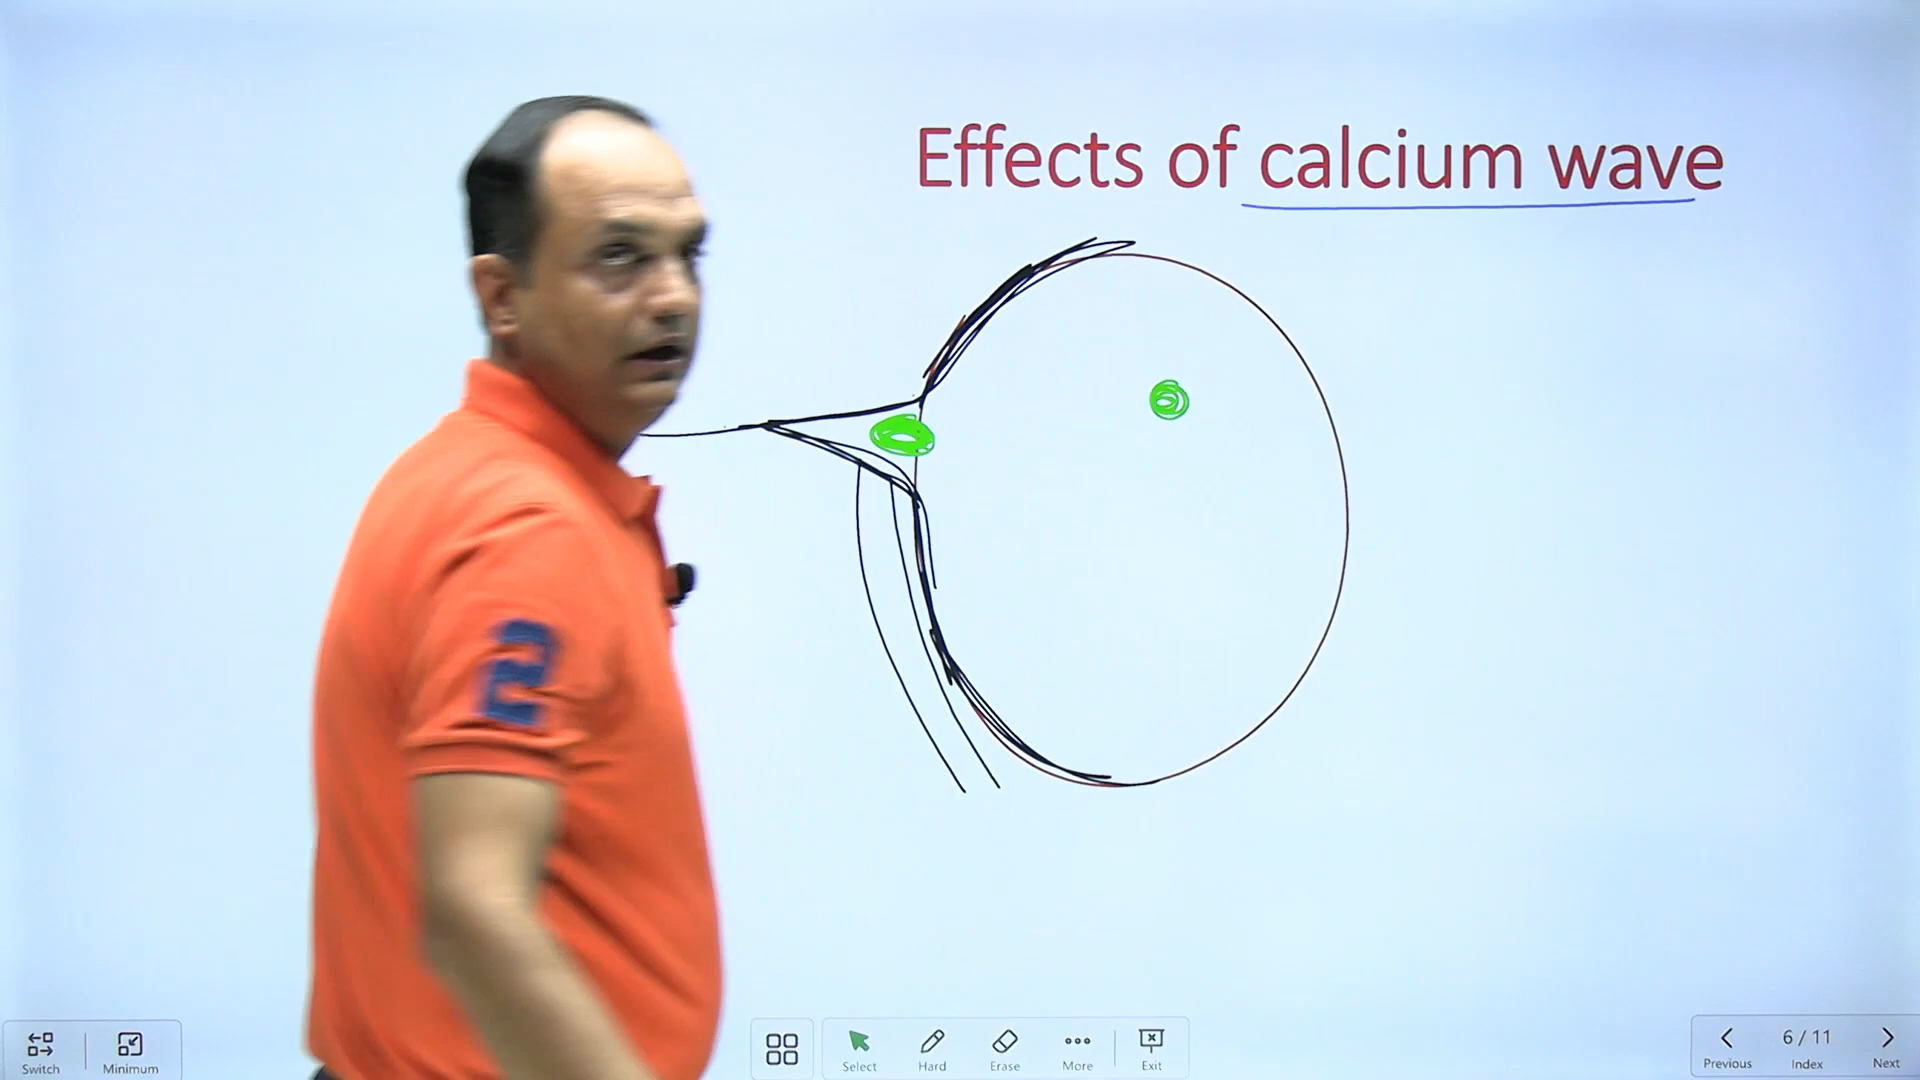 Effects of calcium wave
2
Switch
Minimum
Select
Hard
Erase
More
Exit
Previous
6 / 11
Index
Next